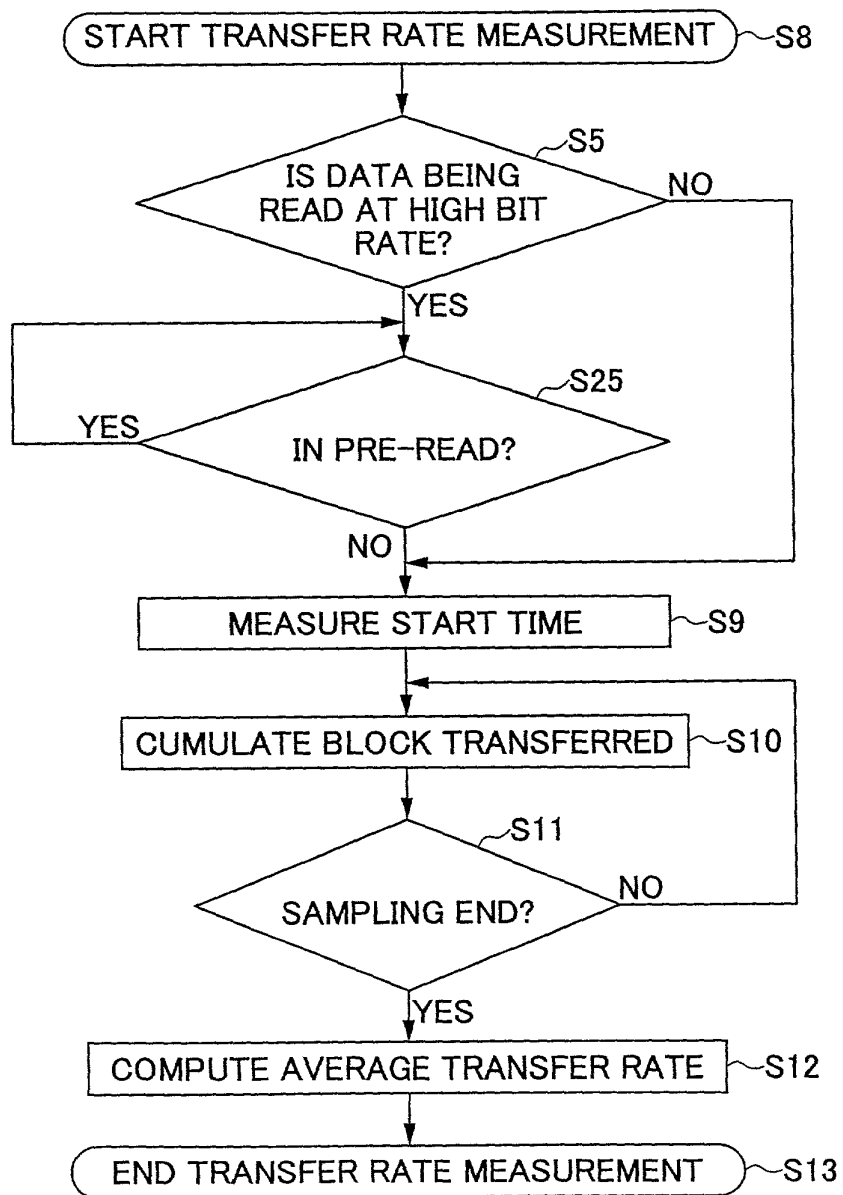 START TRANSFER RATE MEASUREMENT S8
S5
IS DATA BEING
READ AT HIGH BIT
RATE?
NO
YES
S25
YES
IN PRE-READ?
NO
MEASURE START TIME S9
CUMULATE BLOCK TRANSFERRED S10
S11
SAMPLING END?
NO
YES
COMPUTE AVERAGE TRANSFER RATE S12
END TRANSFER RATE MEASUREMENT S13